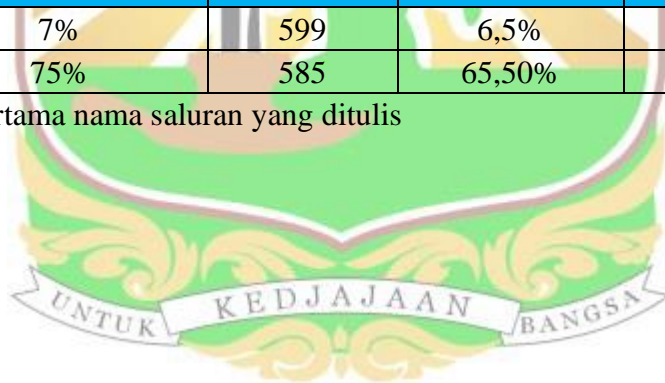 7% 599 6,5%
75% 585 65,50%
rtama nama saluran yang ditulis
UNTUK KEDJAJAAN BANGSA